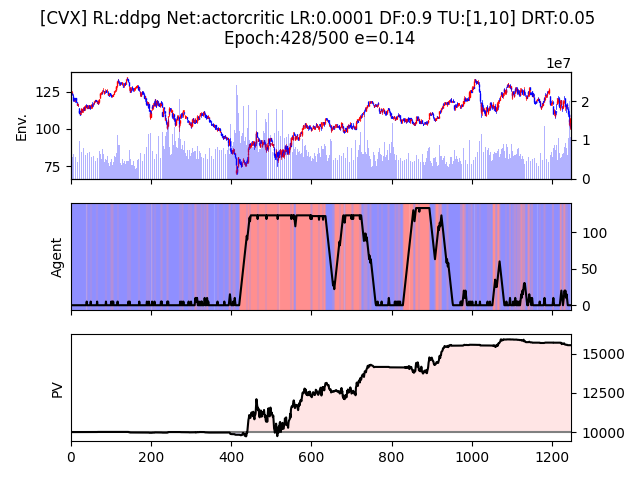 [CVX] RL:ddpg Net:actorcritic LR:0.0001 DF:0.9 TU:[1,10] DRT:0.05
Epoch:428/500 e=0.14
1e7
125
100
75
Env.
2
1
0
Agent
100
50
0
PV
15000
12500
10000
0 200 400 600 800 1000 1200